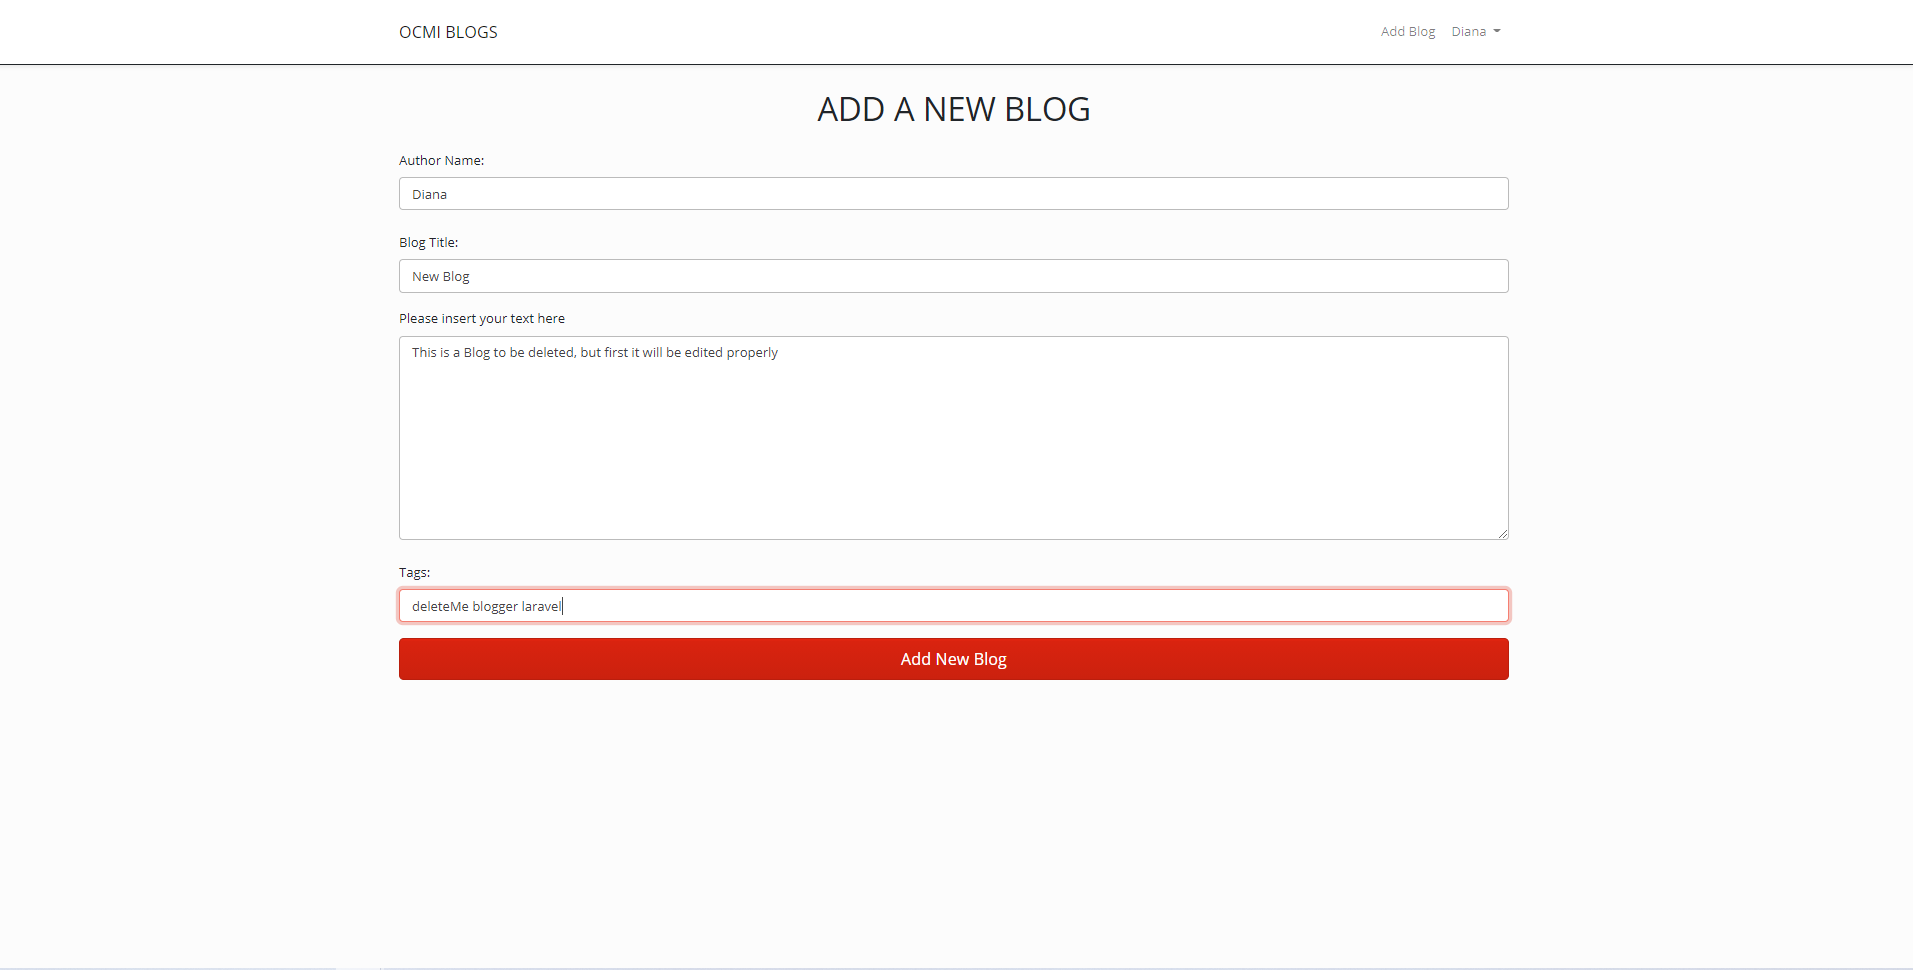 OCMI BLOGS
Add Blog
Diana
ADD A NEW BLOG
Author Name:
Diana
Blog Title:
New Blog
Please insert your text here
This is a Blog to be deleted, but first it will be edited properly
Tags:
deleteMe blogger laravel
Add New Blog